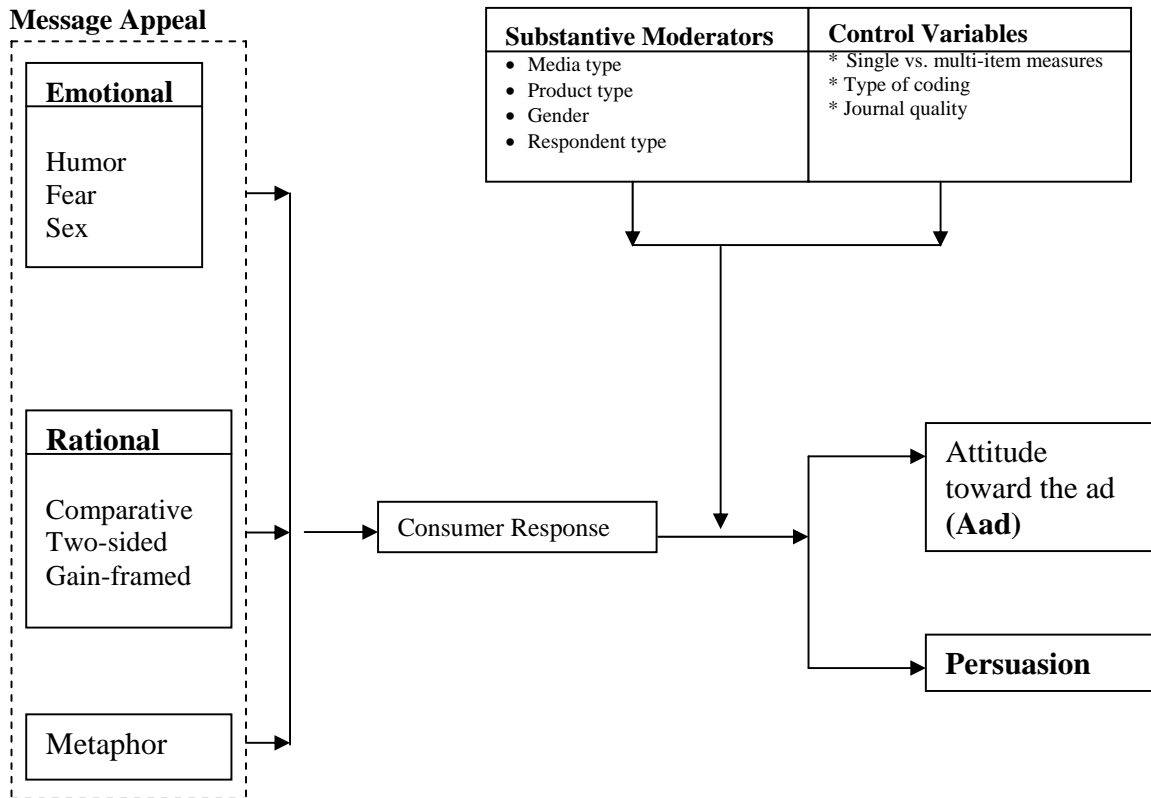 Message Appeal
Emotional
Humor
Fear
Sex
Rational
Comparative
Two-sided
Gain-framed
Metaphor
Substantive Moderators
• Media type
• Product type
• Gender
• Respondent type
Control Variables
* Single vs. multi-item measures
* Type of coding
* Journal quality
Consumer Response
Attitude
toward the ad
(Aad)
Persuasion